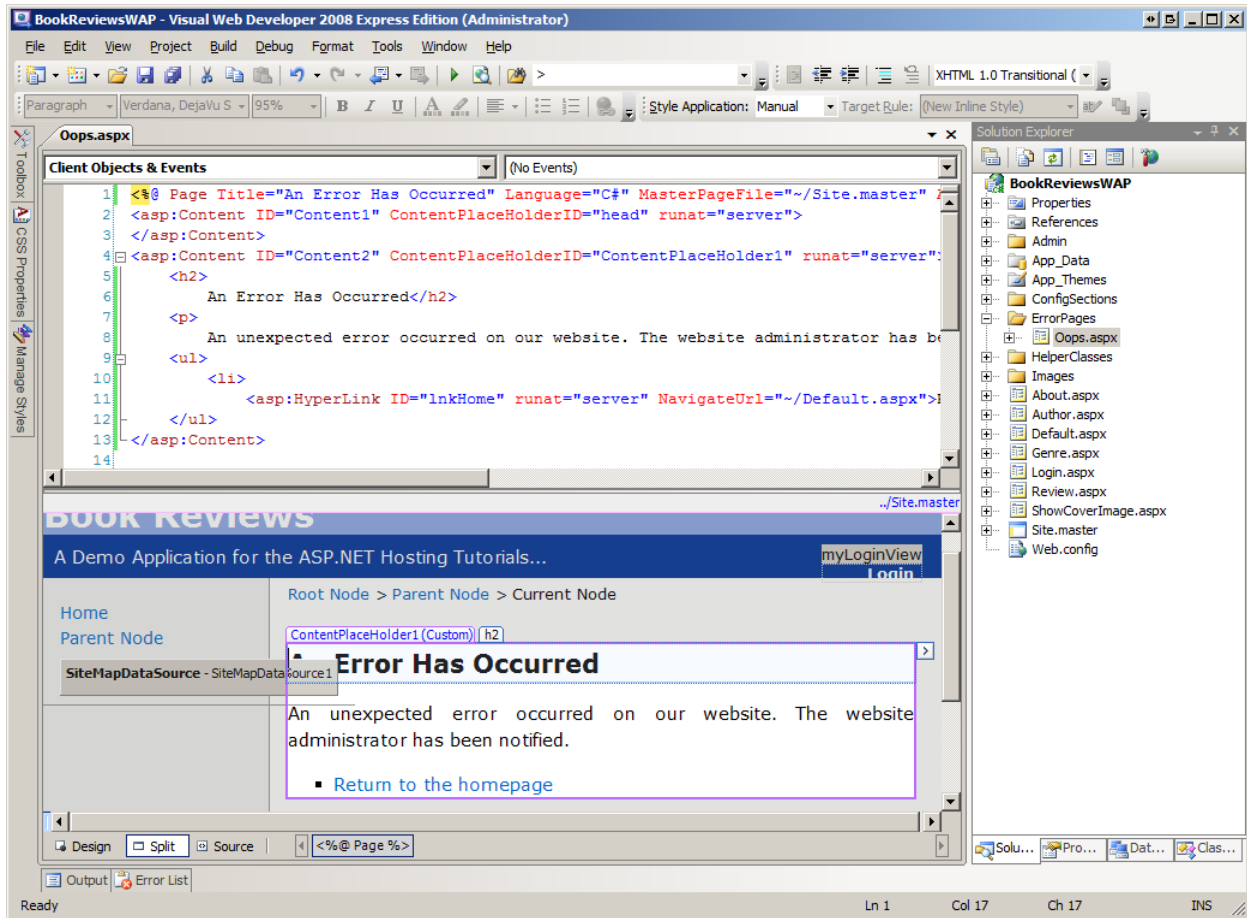 BookReviewsWAP - Visual Web Developer 2008 Express Edition (Administrator)
File Edit View Project Build Debug Format Tools Window Help
> XHTML 1.0 Transitional (
Paragraph Verdana, DejaVu S 95% B I U A Style Application: Manual Target Rule: (New Inline Style)
Toolbox
CSS Properties
Manage Styles
Oops.aspx
Client Objects & Events (No Events)
1 <%@ Page Title="An Error Has Occurred" Language="C#" MasterPageFile="~/Site.master"
2 <asp:Content ID="Content1" ContentPlaceHolderID="head" runat="server">
3 </asp:Content>
4 <asp:Content ID="Content2" ContentPlaceHolderID="ContentPlaceHolder1" runat="server"
5 <h2>
6 An Error Has Occurred</h2>
7 <p>
8 An unexpected error occurred on our website. The website administrator has be
9 <ul>
10 <li>
11 <asp:HyperLink ID="lnkHome" runat="server" NavigateUrl="~/Default.aspx">
12 </ul>
13 </asp:Content>
14
../Site.master
Book Reviews
A Demo Application for the ASP.NET Hosting Tutorials...
myLoginView
Login
Home
Parent Node
SiteMapDataSource - SiteMapDataSource1
Root Node > Parent Node > Current Node
ContentPlaceHolder1 (Custom) h2
Error Has Occurred
An unexpected error occurred on our website. The website
administrator has been notified.
Return to the homepage
Design Split Source <%@ Page %>
Output Error List
Solution Explorer
BookReviewsWAP
Properties
References
Admin
App_Data
App_Themes
ConfigSections
ErrorPages
Oops.aspx
HelperClasses
Images
About.aspx
Author.aspx
Default.aspx
Genre.aspx
Login.aspx
Review.aspx
ShowCoverImage.aspx
Site.master
Web.config
Solu... Pro... Dat... Clas...
Ready Ln 1 Col 17 Ch 17 INS